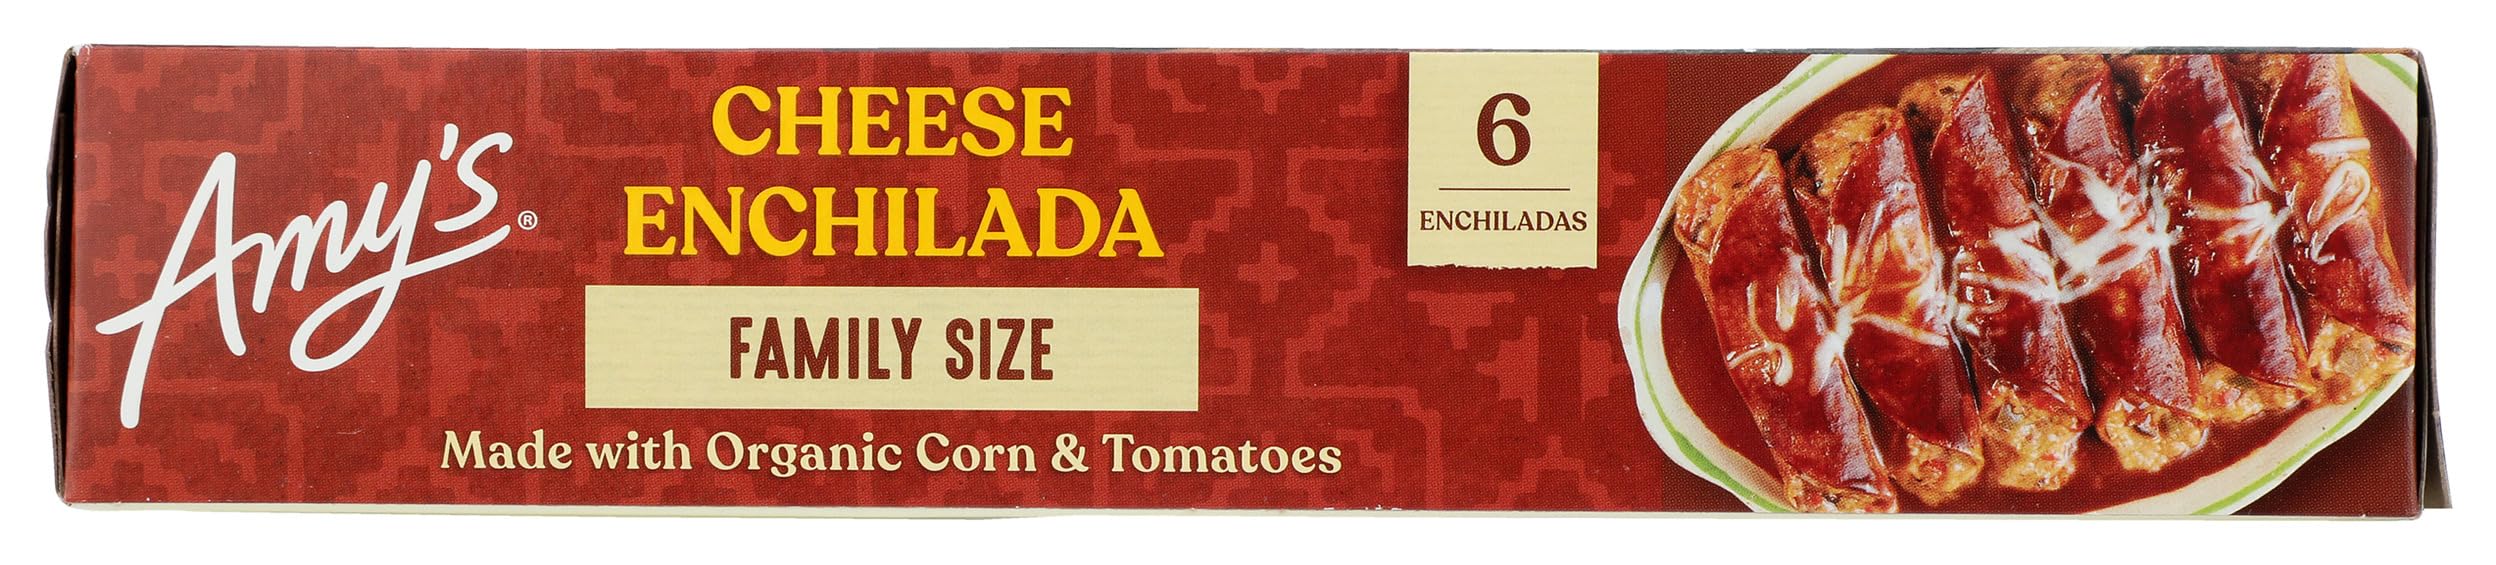 Amy's®
CHEESE
ENCHILADA
FAMILY SIZE
Made with Organic Corn & Tomatoes
6
ENCHILADAS